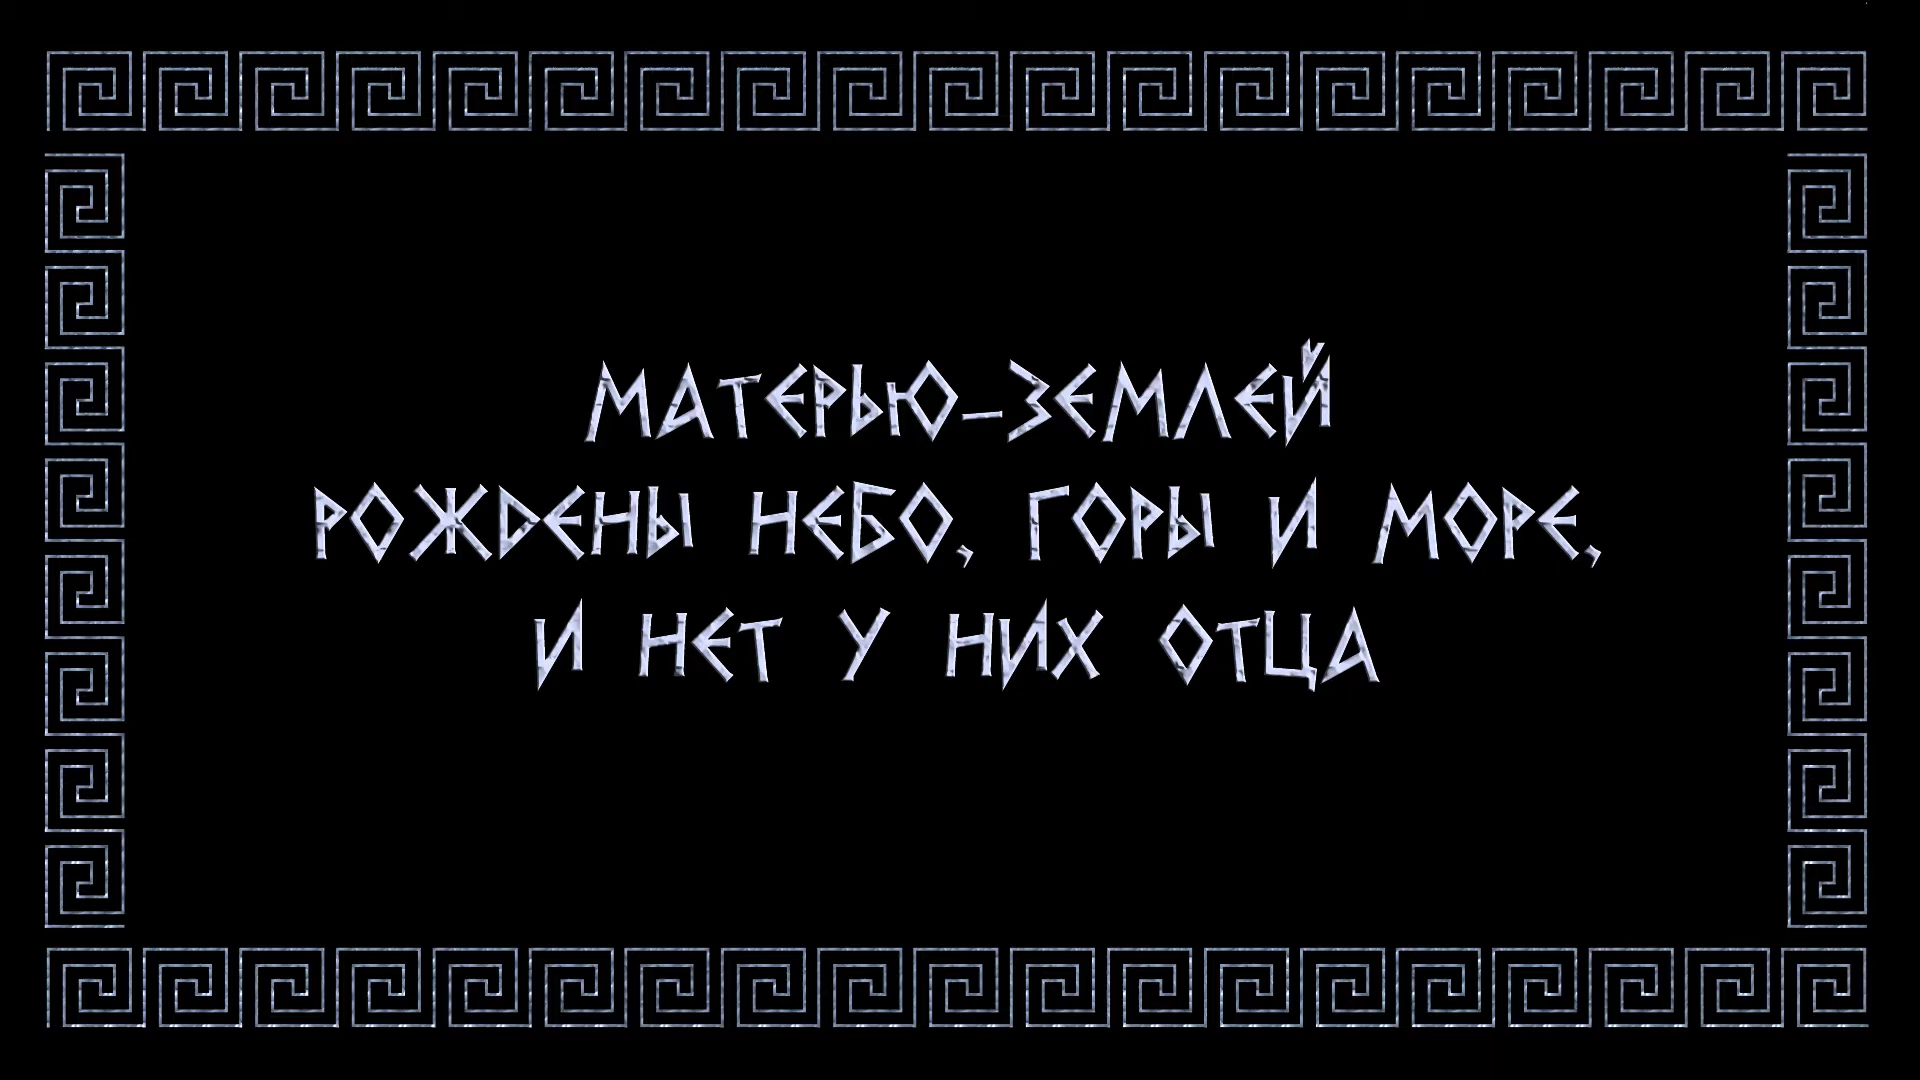 МАТЕРЬЮ-ЗЕМЛЕЙ
РОЖДЕНЫ НЕБО, ГОРЫ И МОРЕ,
И НЕТ У НИХ ОТЦА